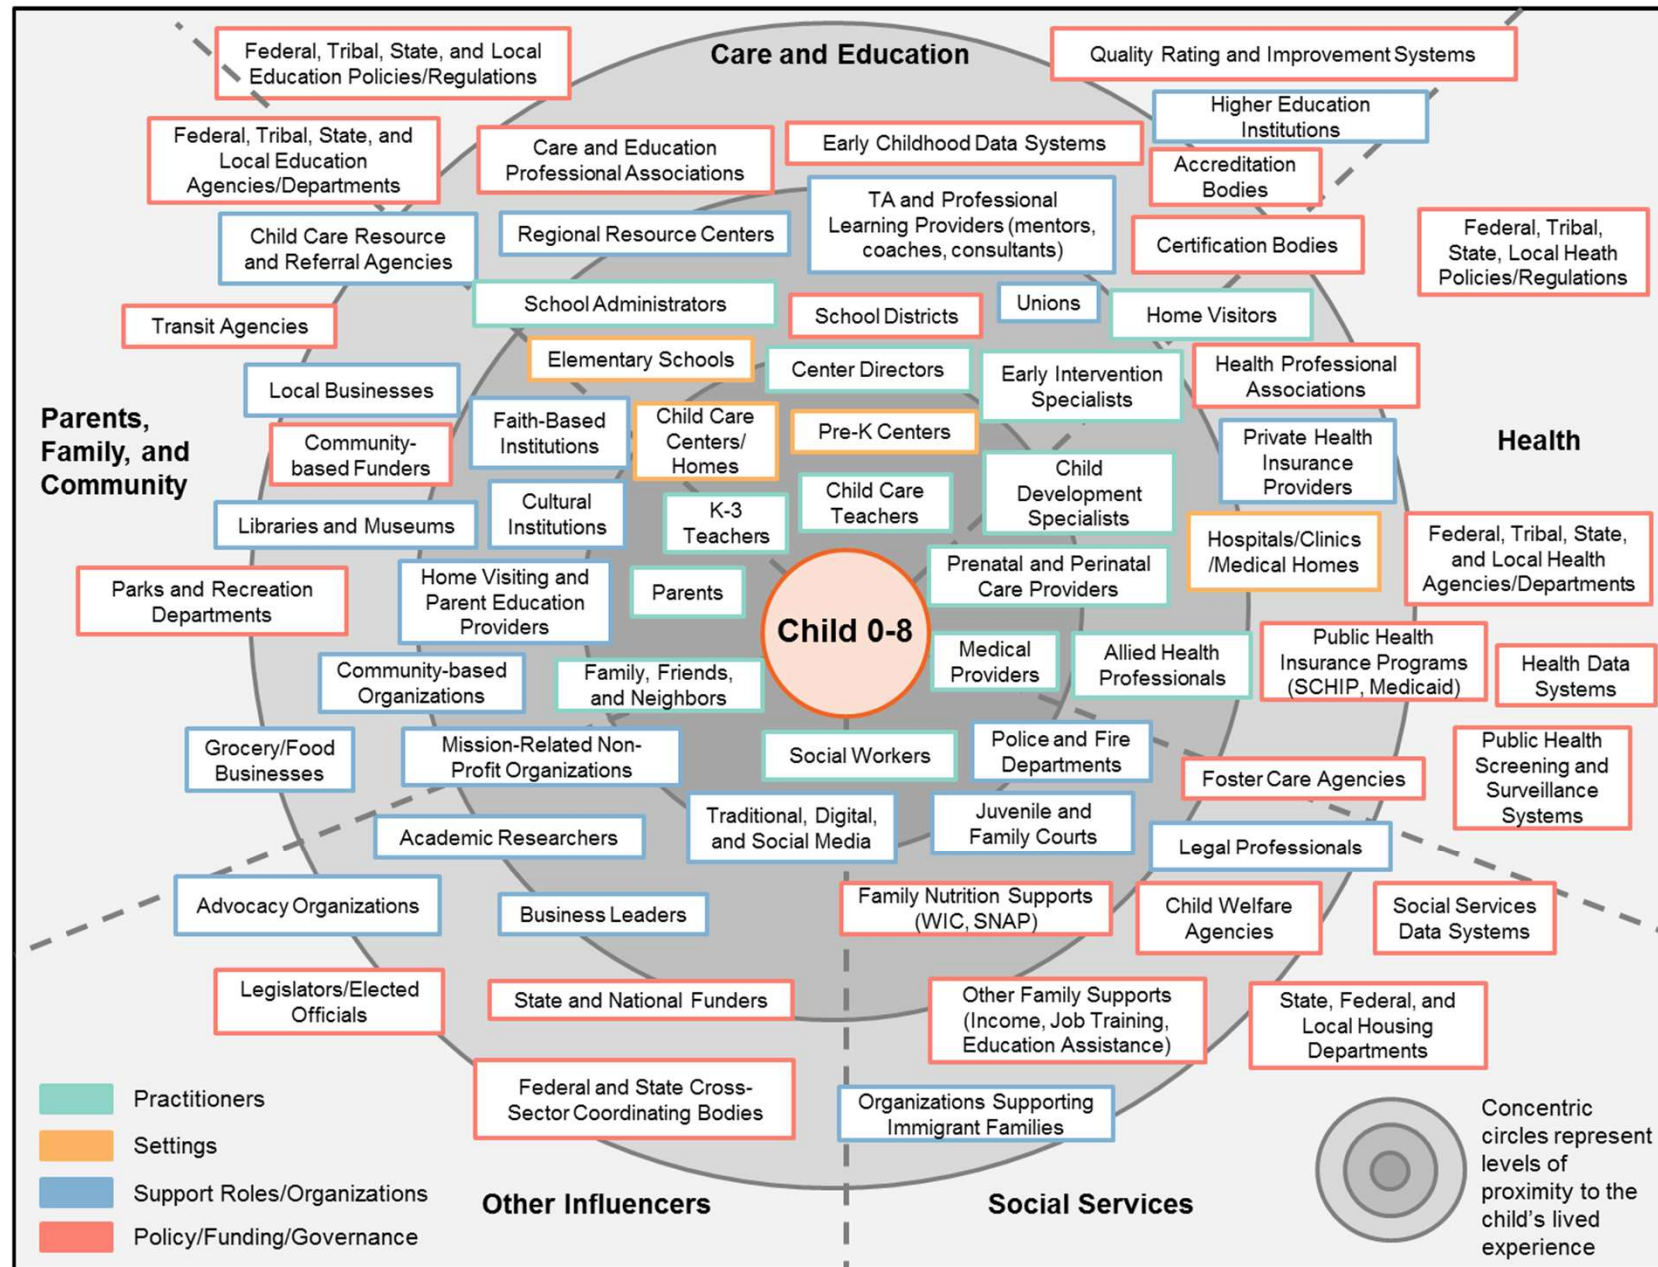 Federal, Tribal, State, and Local
Education Policies/Regulations
Care and Education
Quality Rating and Improvement Systems
Higher Education
Institutions
Federal, Tribal, State, and
Local Education
Agencies/Departments
Care and Education
Professional Associations
Early Childhood Data Systems
Accreditation
Bodies
Child Care Resource
and Referral Agencies
Regional Resource Centers
TA and Professional
Learning Providers (mentors,
coaches, consultants)
Certification Bodies
Federal, Tribal,
State, Local Heath
Policies/Regulations
Transit Agencies
School Administrators
School Districts
Unions
Home Visitors
Elementary Schools
Center Directors
Early Intervention
Specialists
Health Professional
Associations
Local Businesses
Parents,
Family, and
Community
Community-
based Funders
Faith-Based
Institutions
Child Care
Centers/
Homes
Pre-K Centers
Private Health
Insurance
Providers
Health
Libraries and Museums
Cultural
Institutions
K-3
Teachers
Child Care
Teachers
Child
Development
Specialists
Hospitals/Clinics
/Medical Homes
Federal, Tribal, State,
and Local Health
Agencies/Departments
Parks and Recreation
Departments
Home Visiting and
Parent Education
Providers
Parents
Prenatal and Perinatal
Care Providers
Child 0-8
Community-based
Organizations
Family, Friends,
and Neighbors
Medical
Providers
Allied Health
Professionals
Public Health
Insurance Programs
(SCHIP, Medicaid)
Health Data
Systems
Grocery/Food
Businesses
Mission-Related Non-
Profit Organizations
Social Workers
Police and Fire
Departments
Foster Care Agencies
Public Health
Screening and
Surveillance
Systems
Academic Researchers
Traditional, Digital,
and Social Media
Juvenile and
Family Courts
Legal Professionals
Advocacy Organizations
Business Leaders
Family Nutrition Supports
(WIC, SNAP)
Child Welfare
Agencies
Social Services
Data Systems
Legislators/Elected
Officials
State and National Funders
Other Family Supports
(Income, Job Training,
Education Assistance)
State, Federal, and
Local Housing
Departments
Federal and State Cross-
Sector Coordinating Bodies
Organizations Supporting
Immigrant Families
Practitioners
Settings
Support Roles/Organizations
Policy/Funding/Governance
Other Influencers
Social Services
Concentric
circles represent
levels of
proximity to the
child's lived
experience